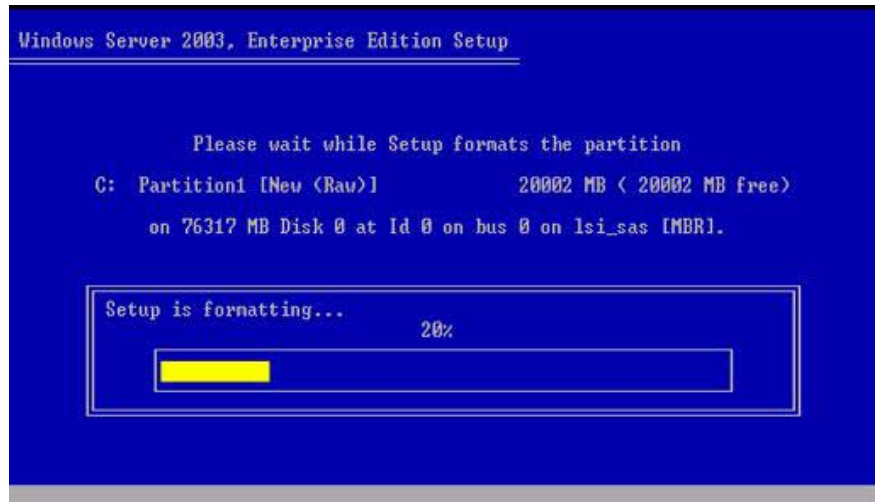 Windows Server 2003, Enterprise Edition Setup
Please wait while Setup formats the partition
C: Partition1 [New (Raw)] 20002 MB ( 20002 MB free)
on 76317 MB Disk 0 at Id 0 on bus 0 on lsi_sas [MBR].
Setup is formatting...
20%